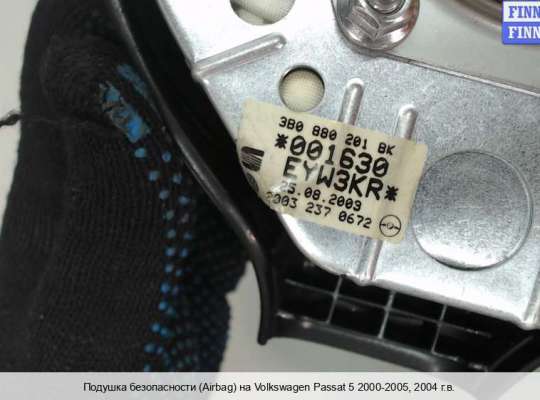 FINN
FINN
3B0 880 201 BK
*001630
EYW3KR*
25.08.2003
2003 237 0672
Подушка безопасности (Airbag) на Volkswagen Passat 5 2000-2005, 2004 г.в.